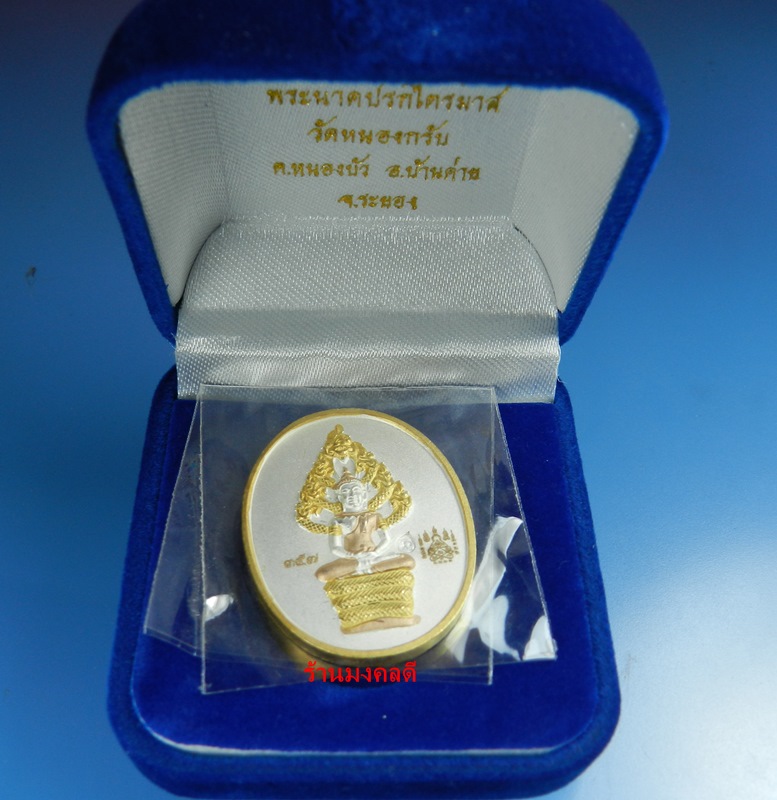 พระนาคปรกไตรมาส
วัดหนองกรับ
ต.หนองบัว อ.บ้านค่าย
จ.ระยอง
๓๕๗
ร้านมงคลดี